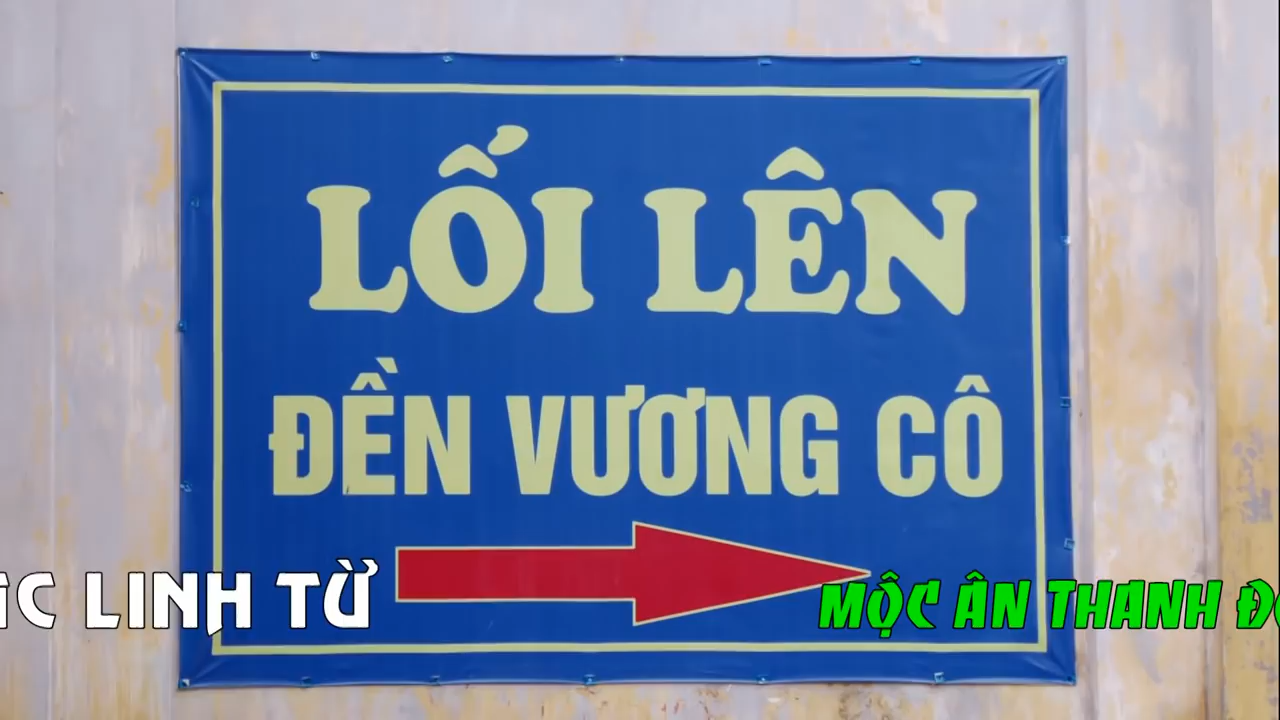 LỐI LÊN
ĐỀN VƯƠNG CÔ
LINH TỪ
MỘC ÂN THANH